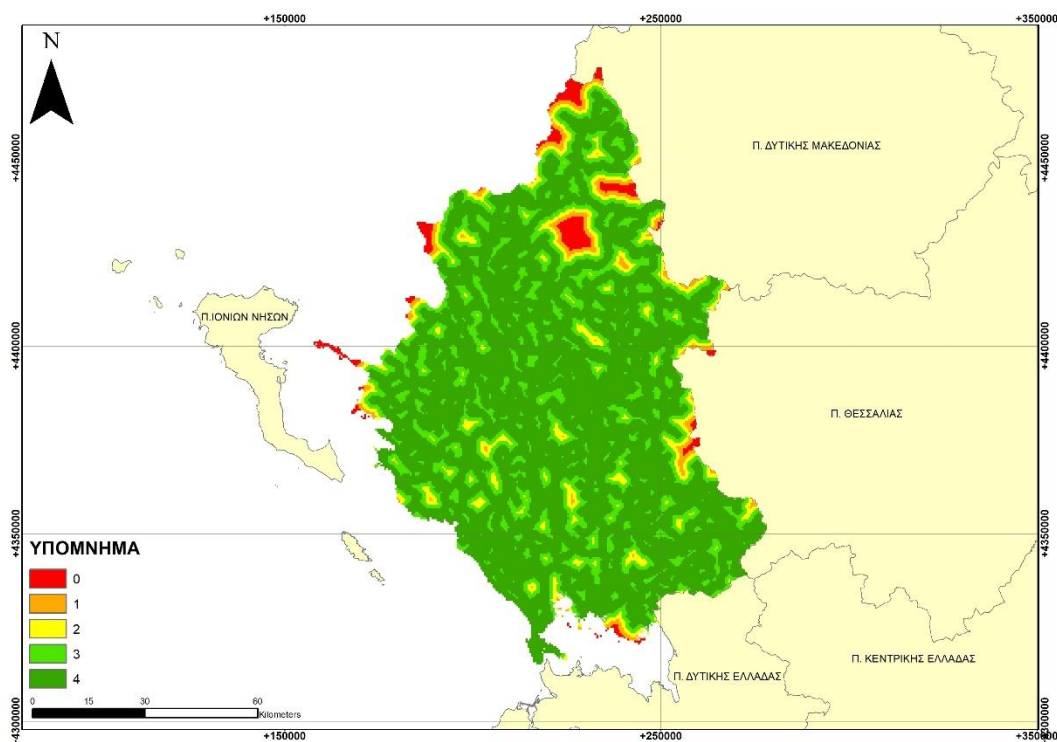 +150000 +250000 +350000
N
+4450000 +4450000
Π. ΔΥΤΙΚΗΣ ΜΑΚΕΔΟΝΙΑΣ
Π.ΙΟΝΙΩΝ ΝΗΣΩΝ
+4400000 +4400000
Π. ΘΕΣΣΑΛΙΑΣ
+4350000 +4350000
ΥΠΟΜΝΗΜΑ
0
1
2
3
4
Π. ΚΕΝΤΡΙΚΗΣ ΕΛΛΑΔΑΣ
Π. ΔΥΤΙΚΗΣ ΕΛΛΑΔΑΣ
0 15 30 60
Kilometers
+4300000 +4300000
+150000 +250000 +350000